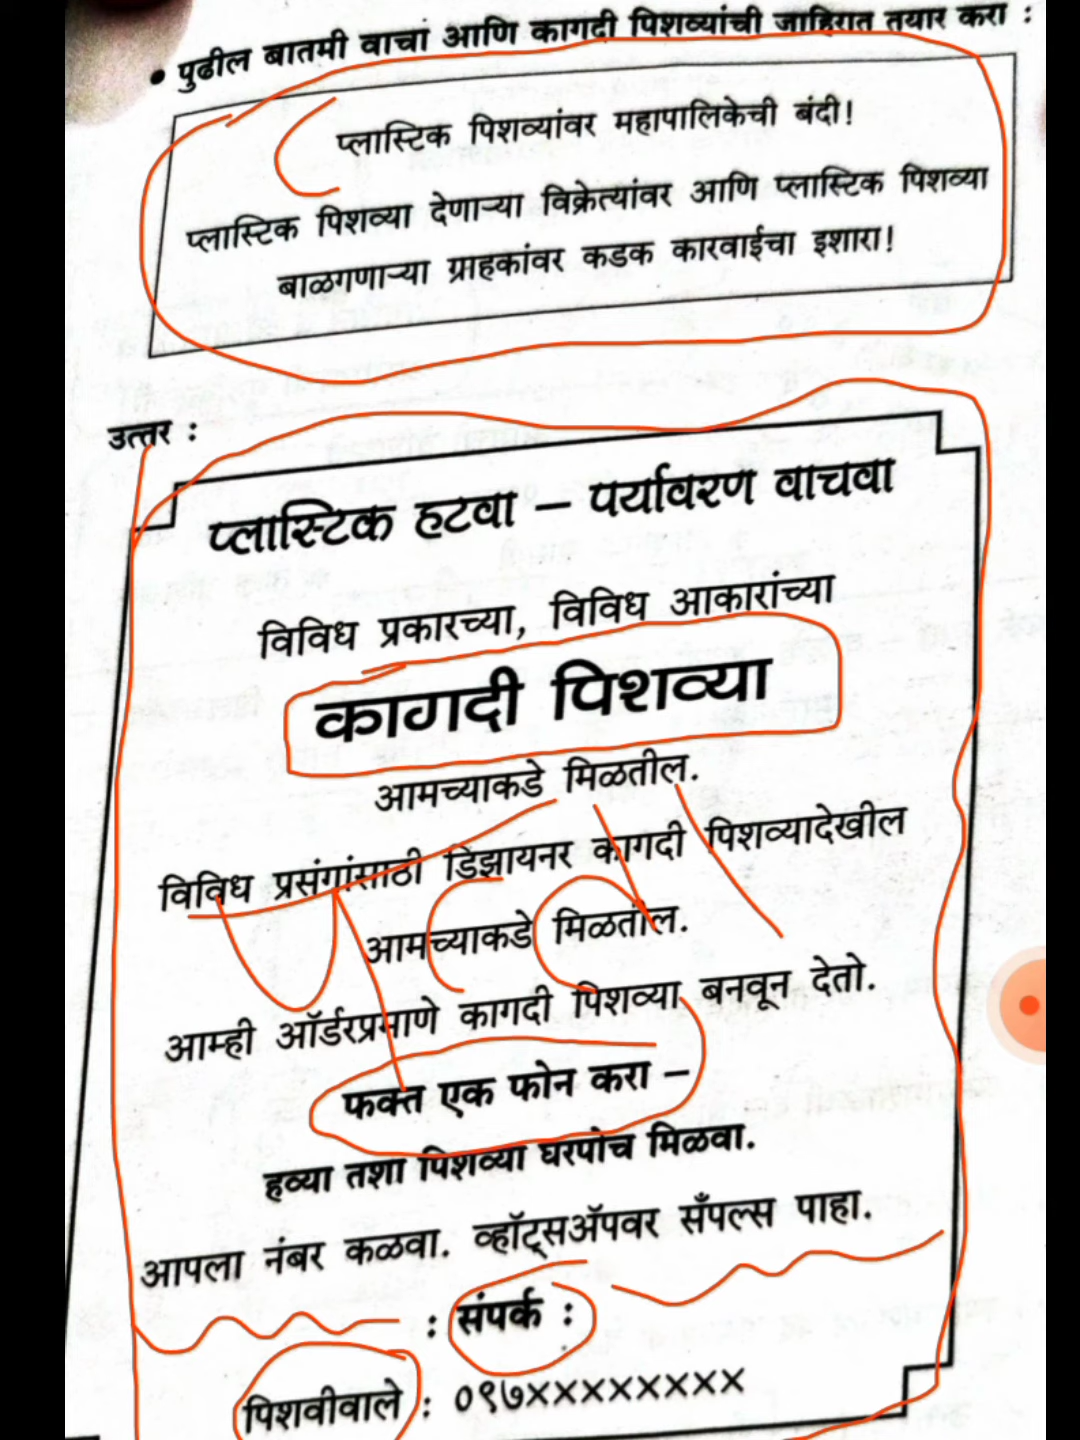 • पुढील बातमी वाचा आणि कागदी पिशव्यांची जाहिरात तयार करा :
प्लास्टिक पिशव्यांवर महापालिकेची बंदी!
प्लास्टिक पिशव्या देणाऱ्या विक्रेत्यांवर आणि प्लास्टिक पिशव्या
बाळगणाऱ्या ग्राहकांवर कडक कारवाईचा इशारा!
उत्तर :
प्लास्टिक हटवा – पर्यावरण वाचवा
विविध प्रकारच्या, विविध आकारांच्या
कागदी पिशव्या
आमच्याकडे मिळतील.
विविध प्रसंगांसाठी डिझायनर कागदी पिशव्यादेखील
आमच्याकडे मिळतील.
आम्ही ऑर्डरप्रमाणे कागदी पिशव्या बनवून देतो.
फक्त एक फोन करा –
हव्या तशा पिशव्या घरपोच मिळवा.
आपला नंबर कळवा. व्हॉट्सॲपवर सँपल्स पाहा.
: संपर्क :
पिशवीवाले : ०९७××××××××